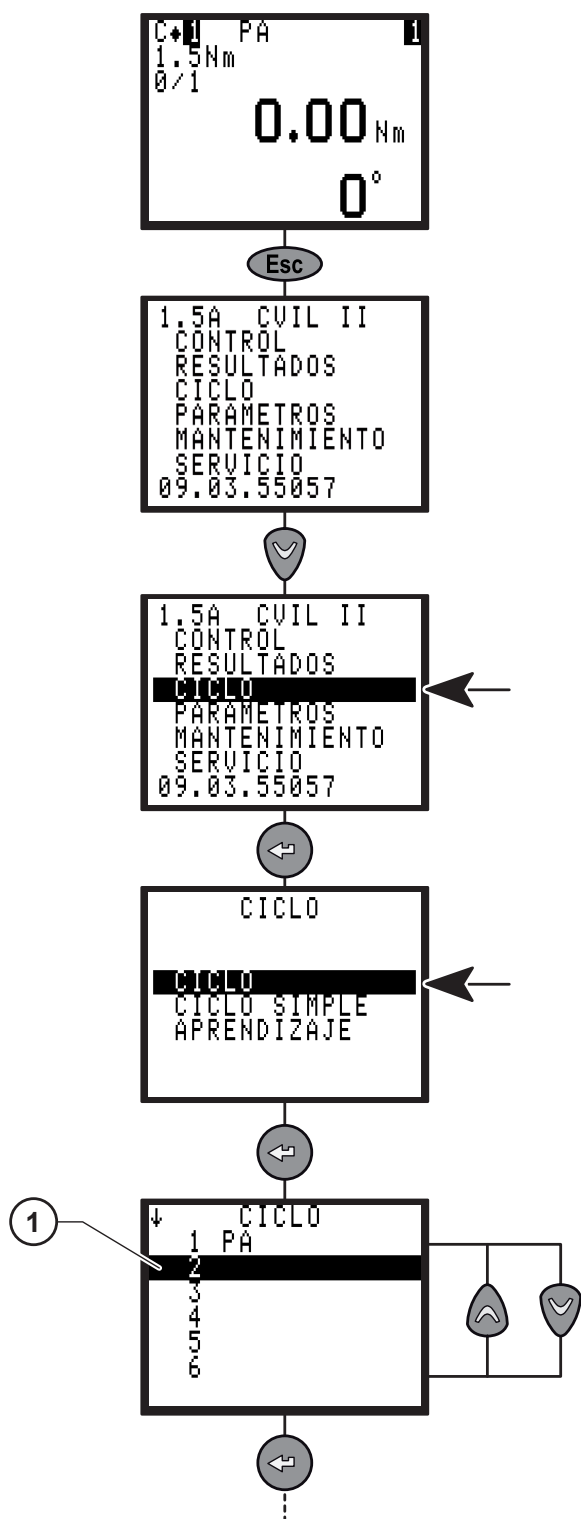 C♦1 PA 1
1.5Nm
0/1
0.00 Nm
0°
Esc
1.5A CVIL II
CONTROL
RESULTADOS
CICLO
PARAMETROS
MANTENIMIENTO
SERVICIO
09.03.55057
1.5A CVIL II
CONTROL
RESULTADOS
CICLO
PARAMETROS
MANTENIMIENTO
SERVICIO
09.03.55057
CICLO
CICLO
CICLO SIMPLE
APRENDIZAJE
1
↓ CICLO
1 PA
2
3
4
5
6